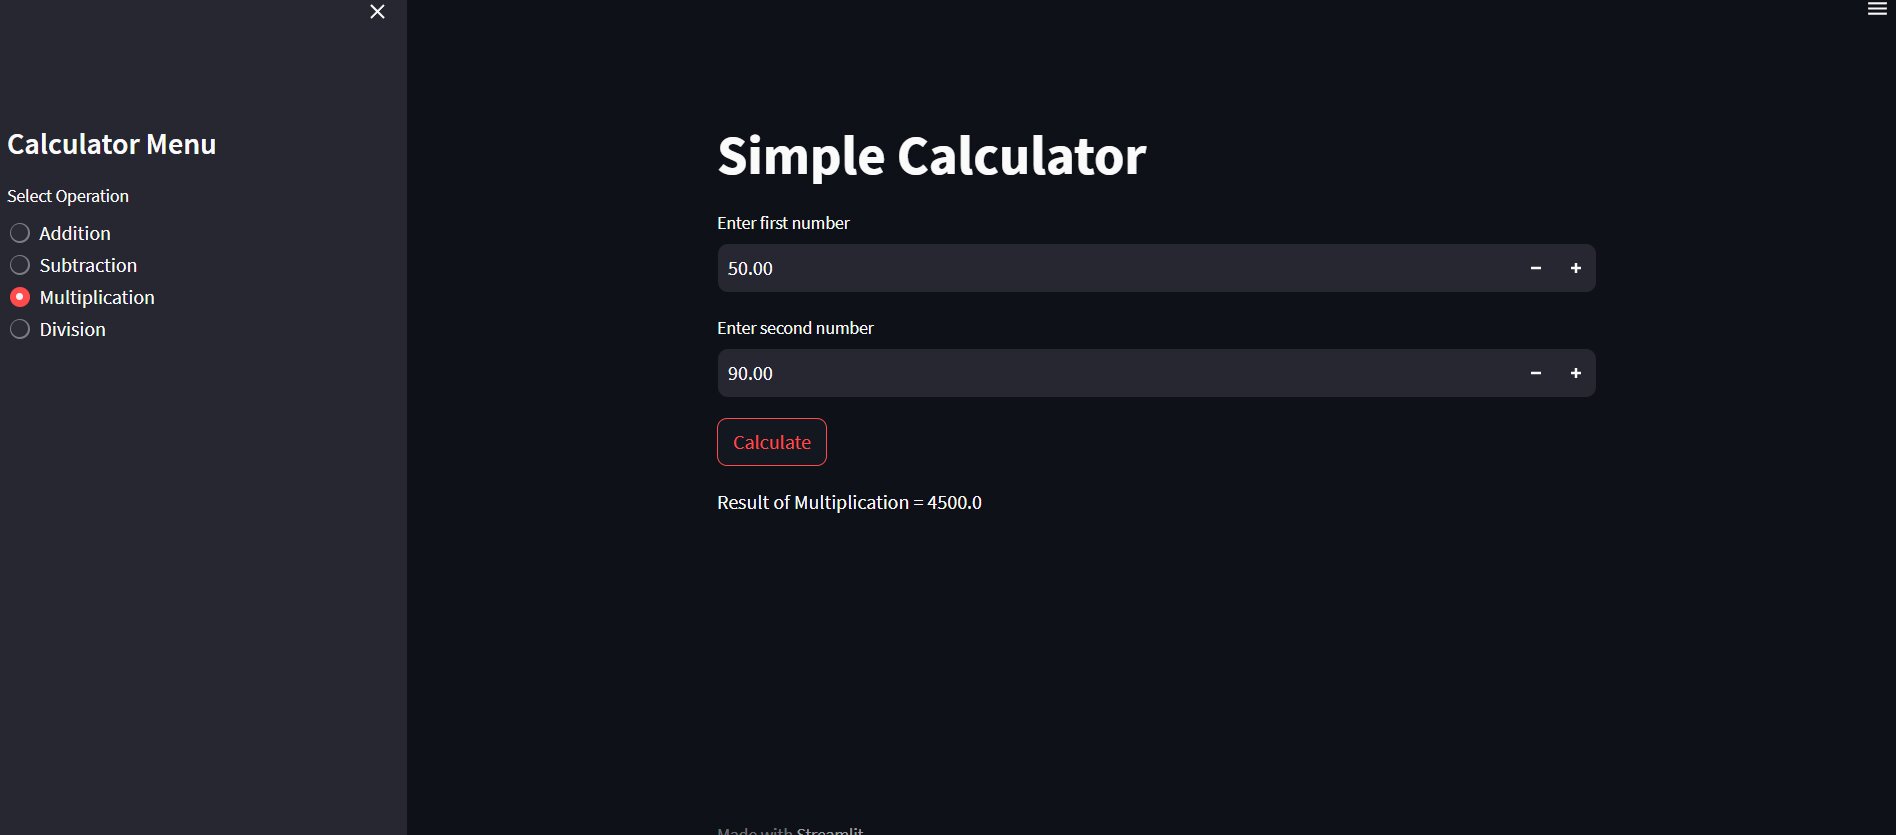 Calculator Menu
Select Operation
Addition
Subtraction
Multiplication
Division
Simple Calculator
Enter first number
50.00
Enter second number
90.00
Calculate
Result of Multiplication = 4500.0
Made with Streamlit